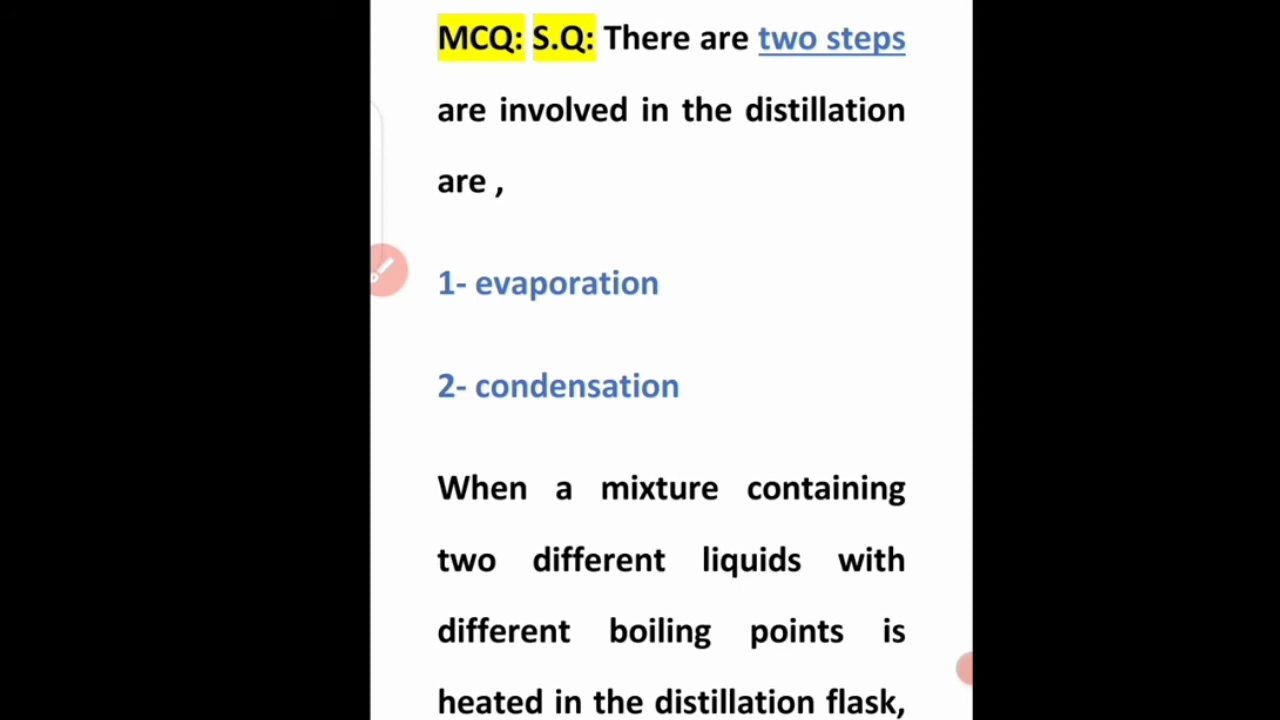 MCQ: S.Q: There are two steps
are involved in the distillation
are ,
1- evaporation
2- condensation
When a mixture containing
two different liquids with
different boiling points is
heated in the distillation flask,